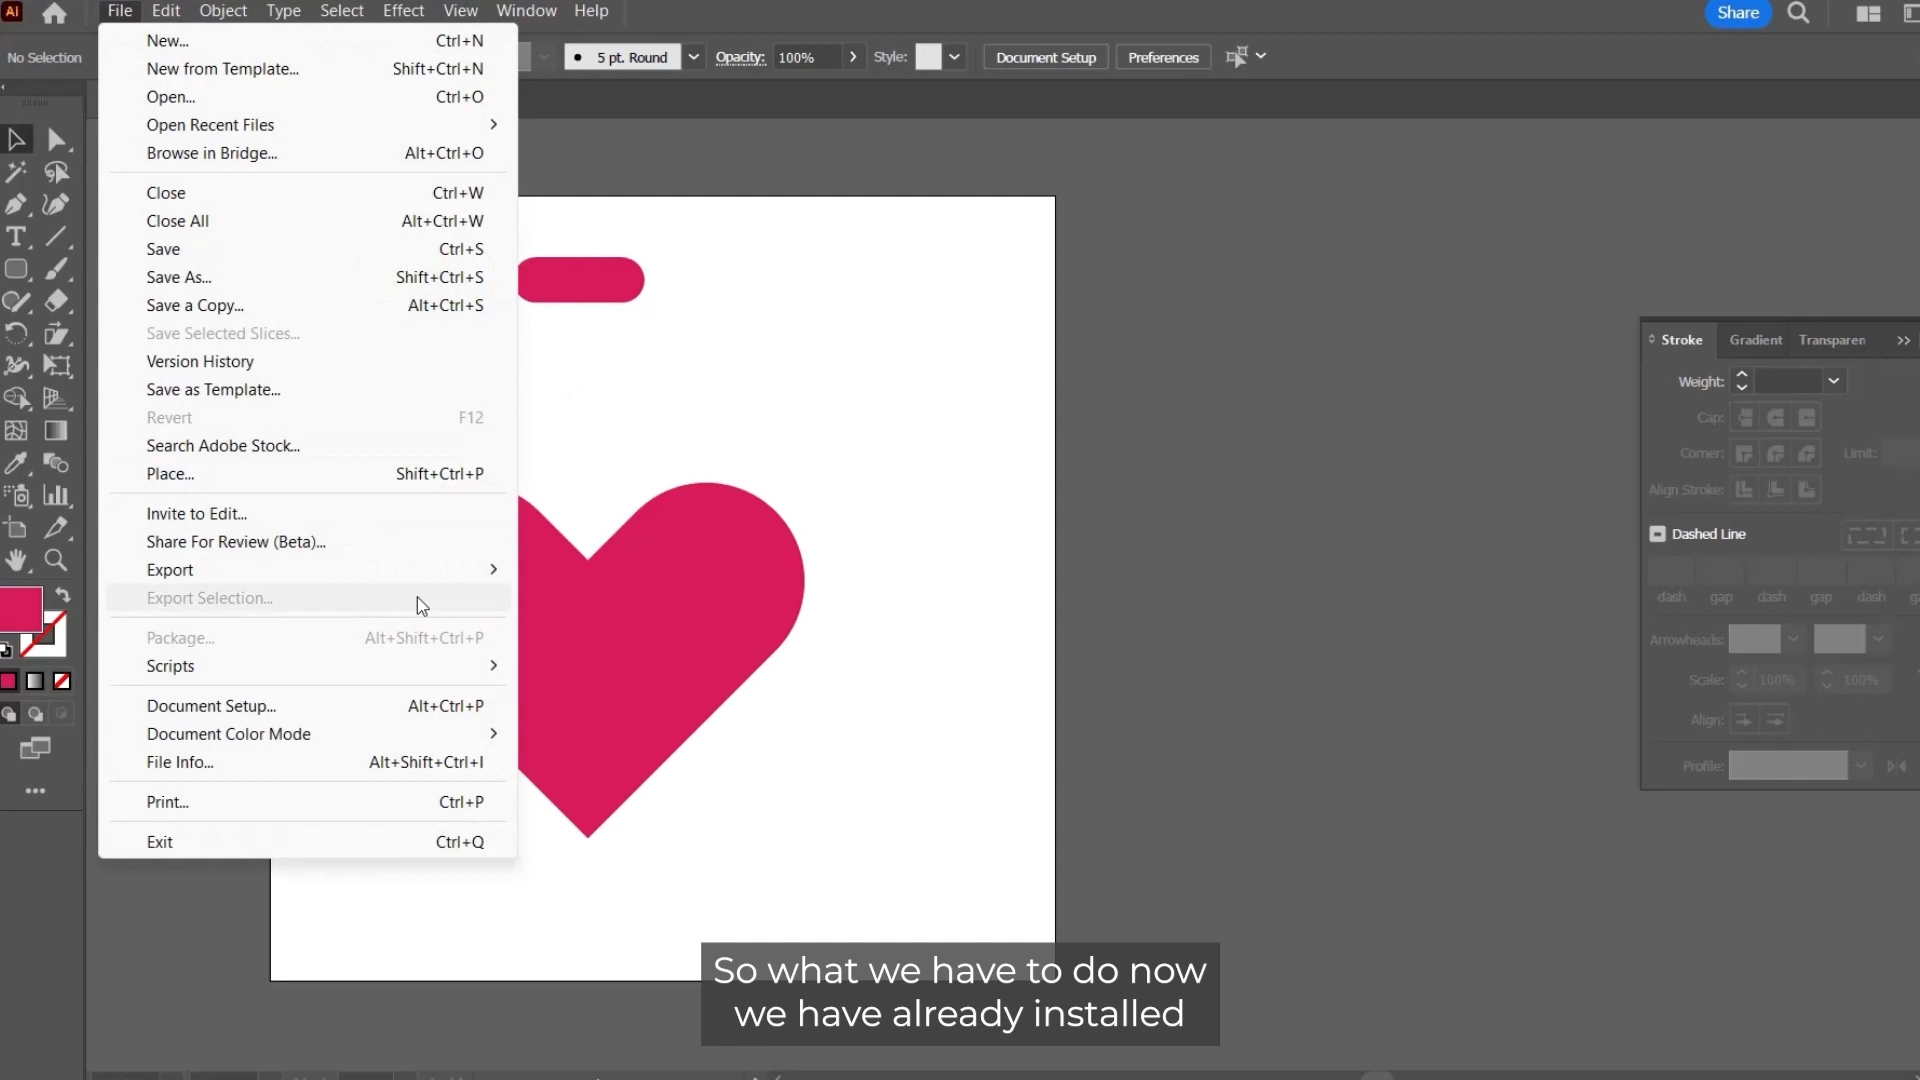 Ai
File Edit Object Type Select Effect View Window Help
Share
No Selection
5 pt. Round
Opacity: 100%
Style:
Document Setup
Preferences
New... Ctrl+N
New from Template... Shift+Ctrl+N
Open... Ctrl+O
Open Recent Files
Browse in Bridge... Alt+Ctrl+O
Close Ctrl+W
Close All Alt+Ctrl+W
Save Ctrl+S
Save As... Shift+Ctrl+S
Save a Copy... Alt+Ctrl+S
Save Selected Slices...
Version History
Save as Template...
Revert F12
Search Adobe Stock...
Place... Shift+Ctrl+P
Invite to Edit...
Share For Review (Beta)...
Export
Export Selection...
Package... Alt+Shift+Ctrl+P
Scripts
Document Setup... Alt+Ctrl+P
Document Color Mode
File Info... Alt+Shift+Ctrl+I
Print... Ctrl+P
Exit Ctrl+Q
Stroke Gradient Transparen
Weight:
Cap:
Corner: Limit:
Align Stroke:
Dashed Line
dash gap dash gap dash
Arrowheads:
Scale: 100% 100%
Align:
Profile:
So what we have to do now
we have already installed